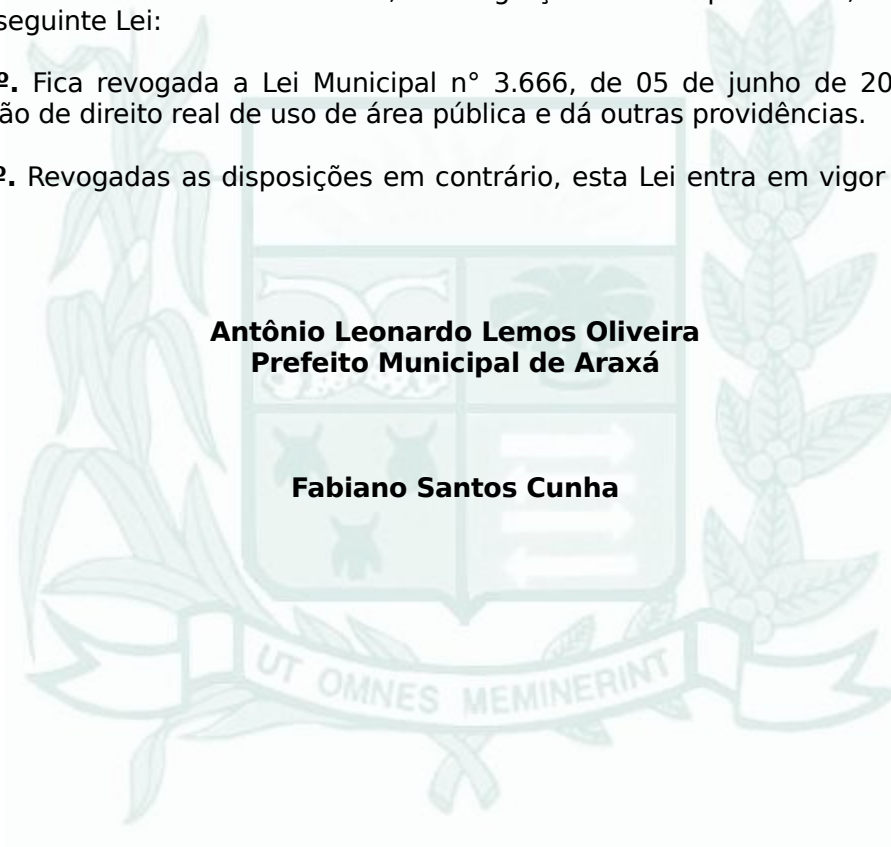 seguinte Lei:
º. Fica revogada a Lei Municipal n° 3.666, de 05 de junho de 20
ão de direito real de uso de área pública e dá outras providências.
º. Revogadas as disposições em contrário, esta Lei entra em vigor
Antônio Leonardo Lemos Oliveira
Prefeito Municipal de Araxá
Fabiano Santos Cunha
UT OMNES MEMINERINT